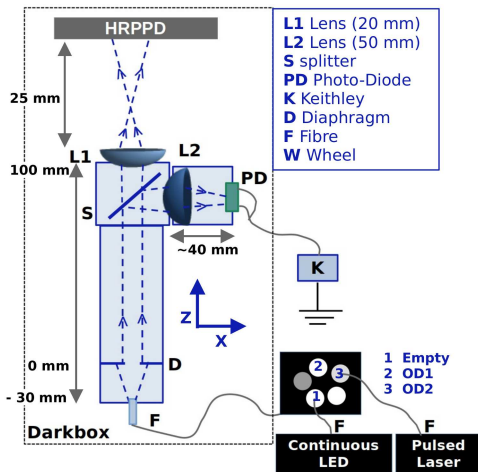 HRPPD
L1 Lens (20 mm)
L2 Lens (50 mm)
S splitter
PD Photo-Diode
K Keithley
D Diaphragm
F Fibre
W Wheel
25 mm
L1
L2
100 mm
PD
S
~40 mm
K
Z
X
0 mm
D
- 30 mm
F
Darkbox
2
3
1
1 Empty
2 OD1
3 OD2
F
F
Continuous
LED
Pulsed
Laser